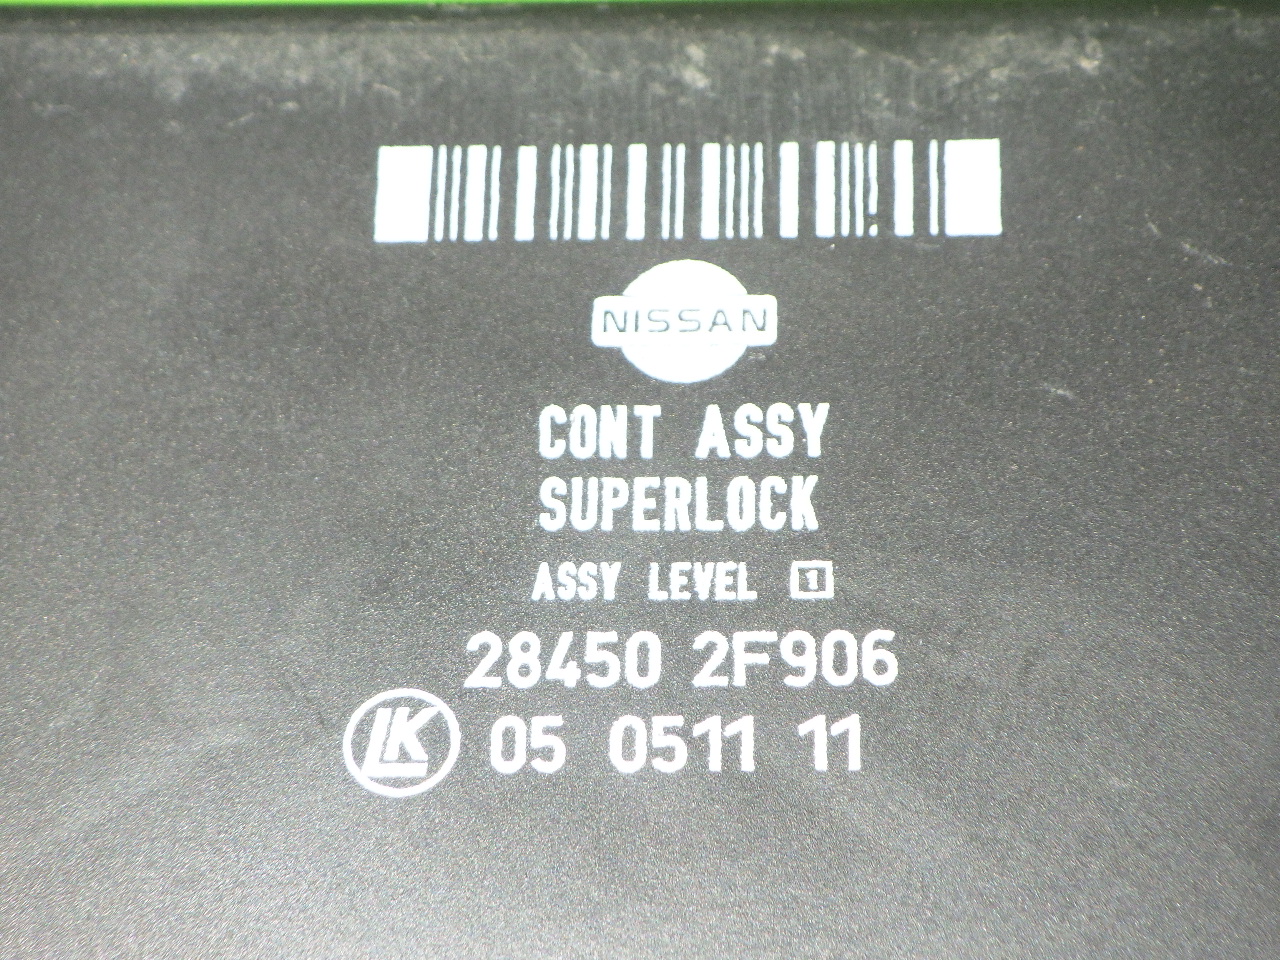 NISSAN
CONT ASSY
SUPERLOCK
ASSY LEVEL 1
28450 2F906
LK 05 0511 11